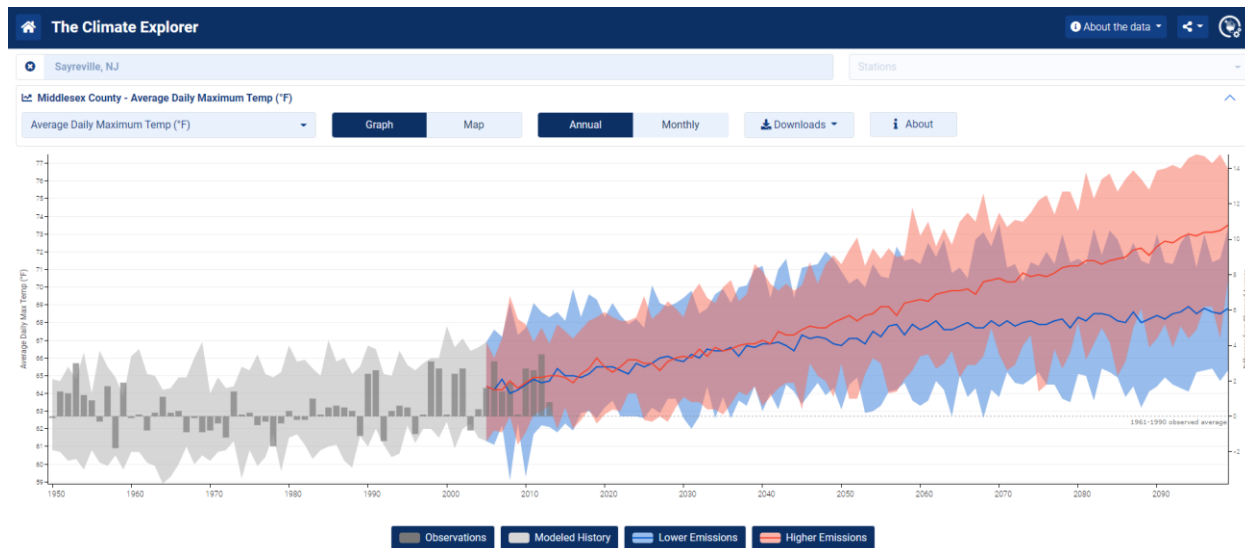 The Climate Explorer
About the data
Sayreville, NJ
Stations
Middlesex County - Average Daily Maximum Temp (°F)
Average Daily Maximum Temp (°F)
Graph
Map
Annual
Monthly
Downloads
i About
Average Daily Max Temp (°F)
77
76
75
74
73
72
71
70
69
68
67
66
65
64
63
62
61
60
59
14
12
10
8
6
4
2
0
-2
1961-1990 observed average
1950
1960
1970
1980
1990
2000
2010
2020
2030
2040
2050
2060
2070
2080
2090
Observations
Modeled History
Lower Emissions
Higher Emissions